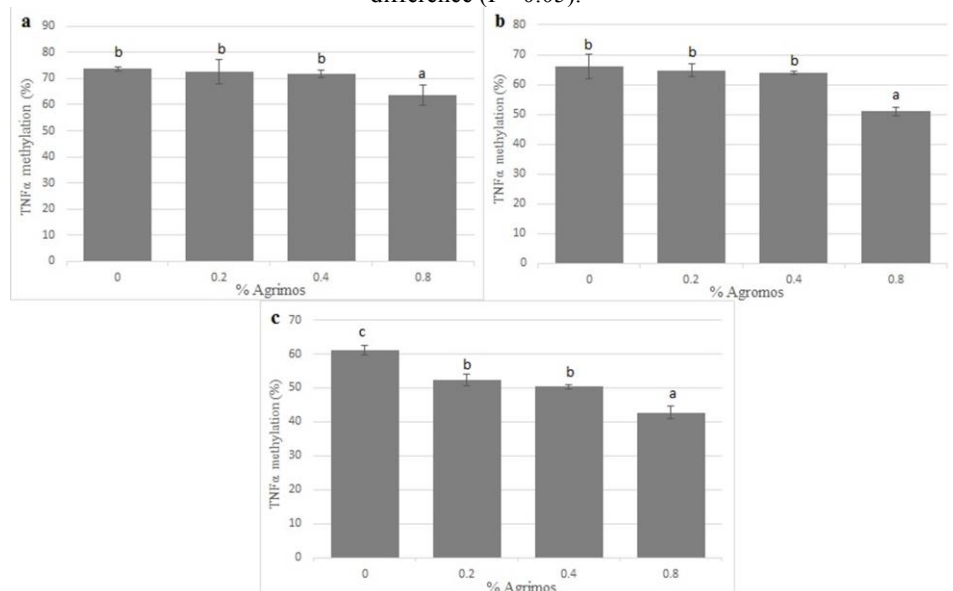 difference (P 0.05).
a
90
80
70
60
50
40
30
20
10
0
TNFα methylation (%)
b b b a
0 0.2 0.4 0.8
% Agrimos
b
80
70
60
50
40
30
20
10
0
TNFα methylation (%)
b b b a
0 0.2 0.4 0.8
% Agromos
c
70
60
50
40
30
20
10
0
TNFα methylation (%)
c b b a
0 0.2 0.4 0.8
% Agrimos